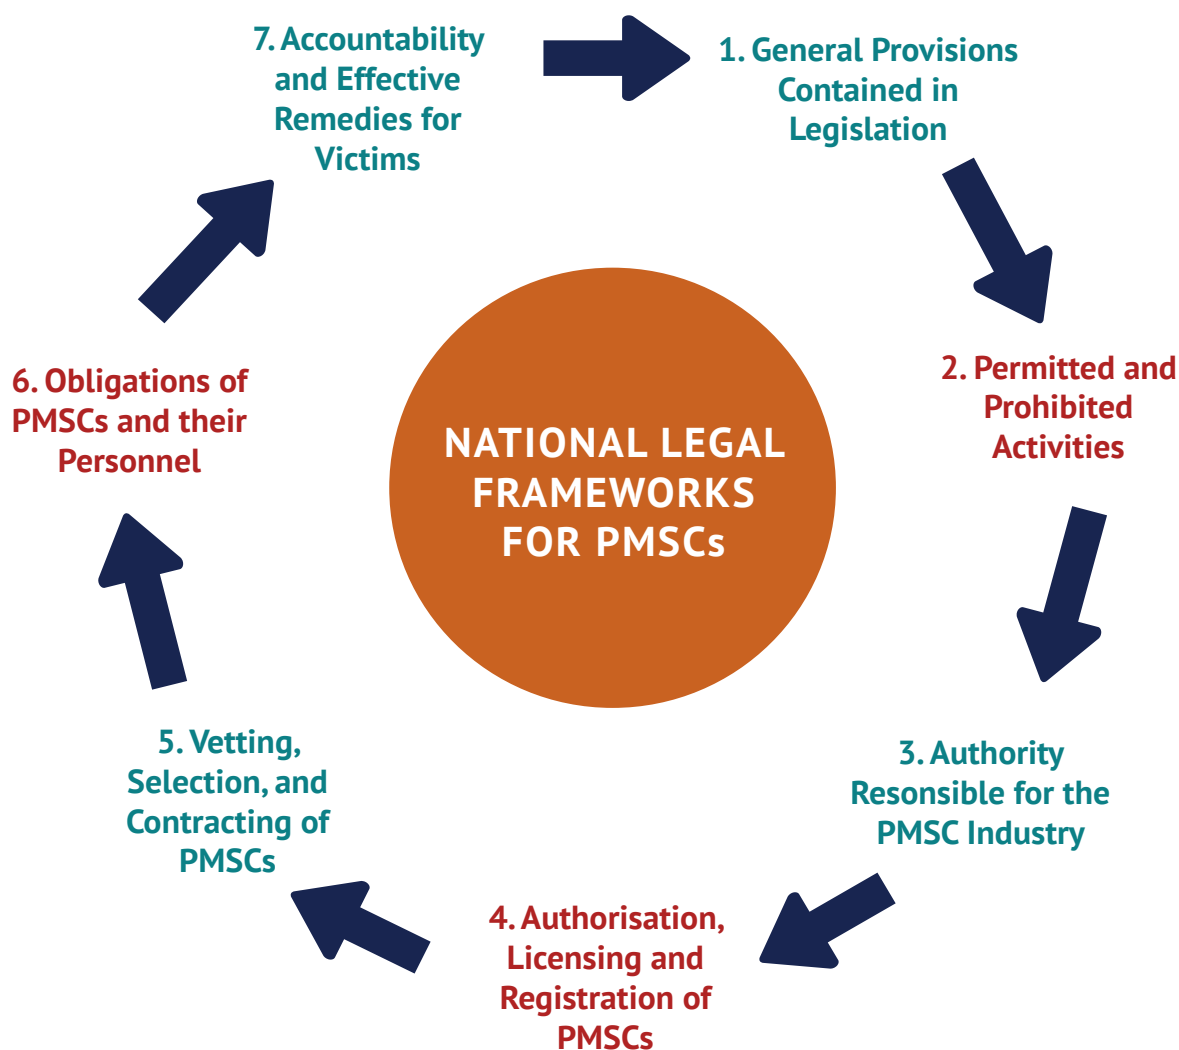 7. Accountability
and Effective
Remedies for
Victims
1. General Provisions
Contained in
Legislation
2. Permitted and
Prohibited
Activities
3. Authority
Resonsible for the
PMSC Industry
4. Authorisation,
Licensing and
Registration of
PMSCs
5. Vetting,
Selection, and
Contracting of
PMSCs
6. Obligations of
PMSCs and their
Personnel
NATIONAL LEGAL
FRAMEWORKS
FOR PMSCs